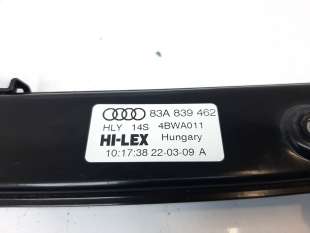 83A 839 462
HLY 14S 4BWA011
HI-LEX Hungary
10:17:38 22-03-09 A